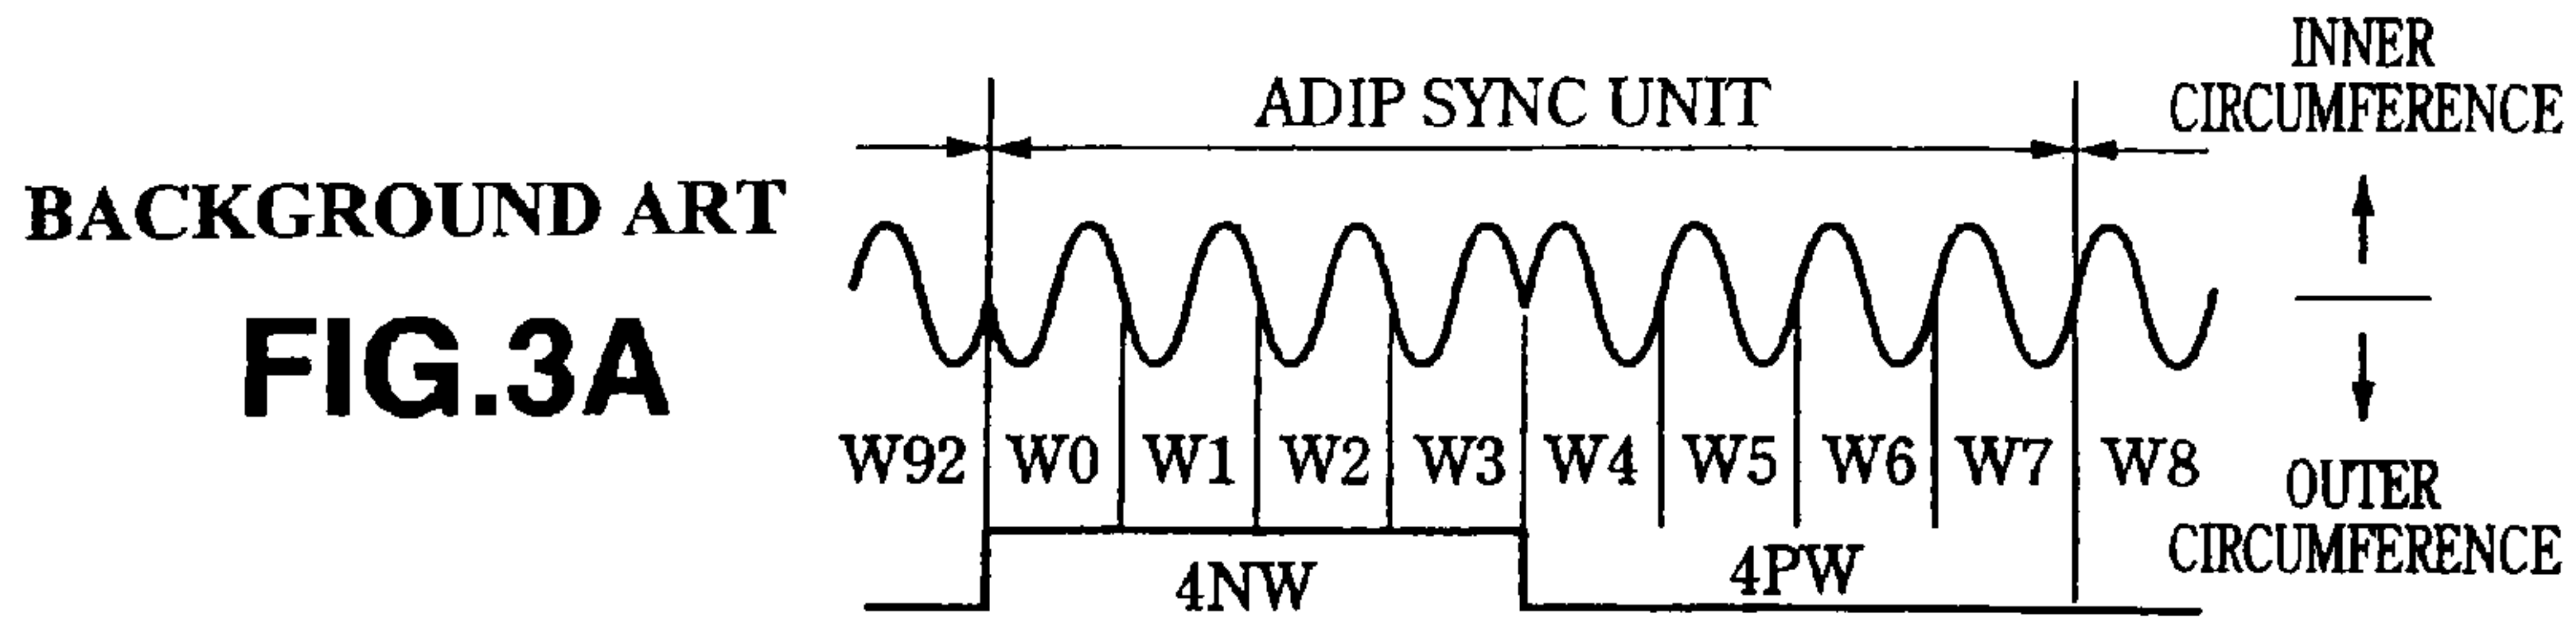 BACKGROUND ART
FIG.3A
ADIP SYNC UNIT
INNER
CIRCUMFERENCE
W92 W0 W1 W2 W3 W4 W5 W6 W7 W8
4NW 4PW
OUTER
CIRCUMFERENCE